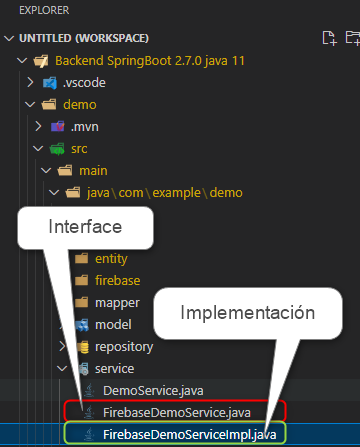 EXPLORER
UNTITLED (WORKSPACE)
Backend SpringBoot 2.7.0 java 11
.vscode
demo
.mvn
src
main
java\com\example\demo
Interface
entity
firebase
mapper
Implementación
model
repository
service
DemoService.java
FirebaseDemoService.java
FirebaseDemoServiceImpl.java